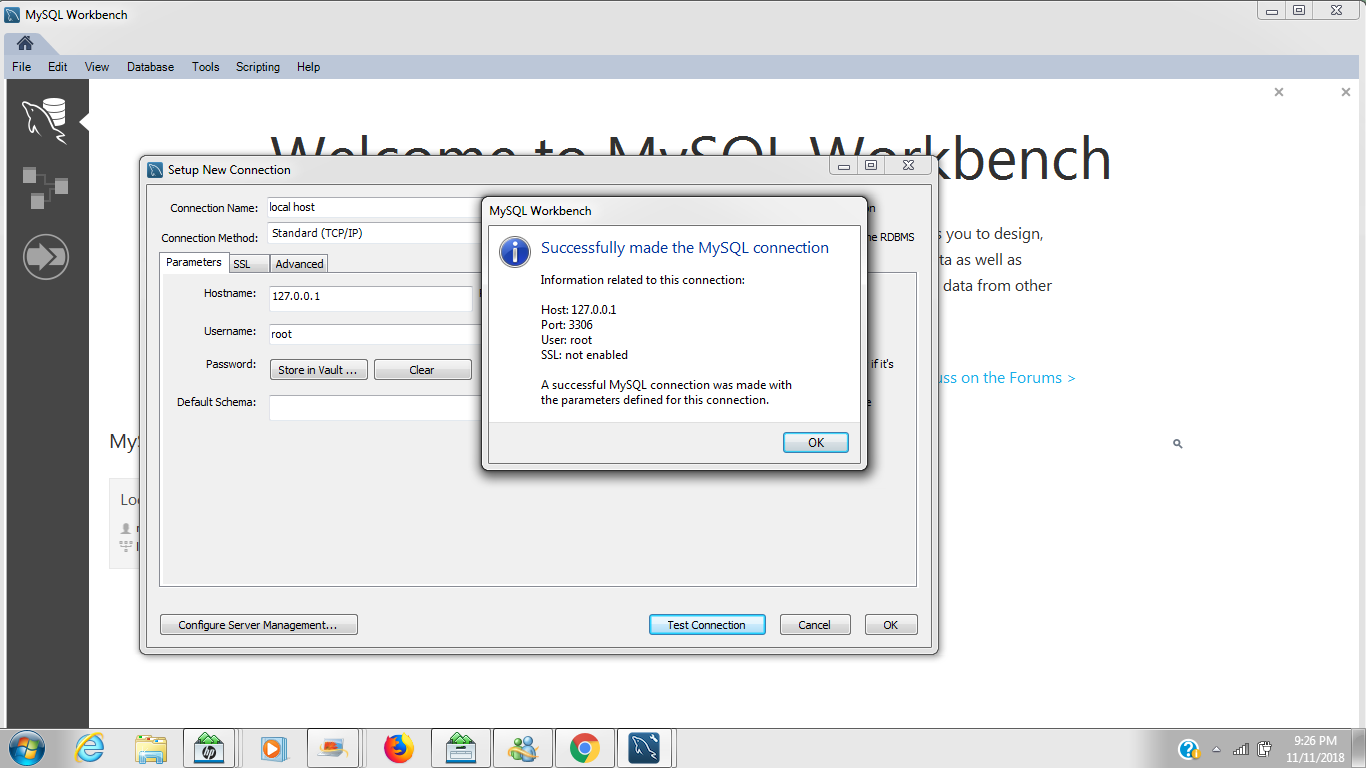 MySQL Workbench
File Edit View Database Tools Scripting Help
Welcome to MySQL Workbench
Setup New Connection
Connection Name: local host
Connection Method: Standard (TCP/IP)
RDBMS
Parameters SSL Advanced
Hostname: 127.0.0.1
Username: root
Password: Store in Vault ... Clear
if it's
Default Schema:
Configure Server Management...
Test Connection Cancel OK
MySQL Workbench
Successfully made the MySQL connection
Information related to this connection:
Host: 127.0.0.1
Port: 3306
User: root
SSL: not enabled
A successful MySQL connection was made with
the parameters defined for this connection.
OK
you to design,
as well as
data from other
on the Forums >
hp
9:26 PM
11/11/2018